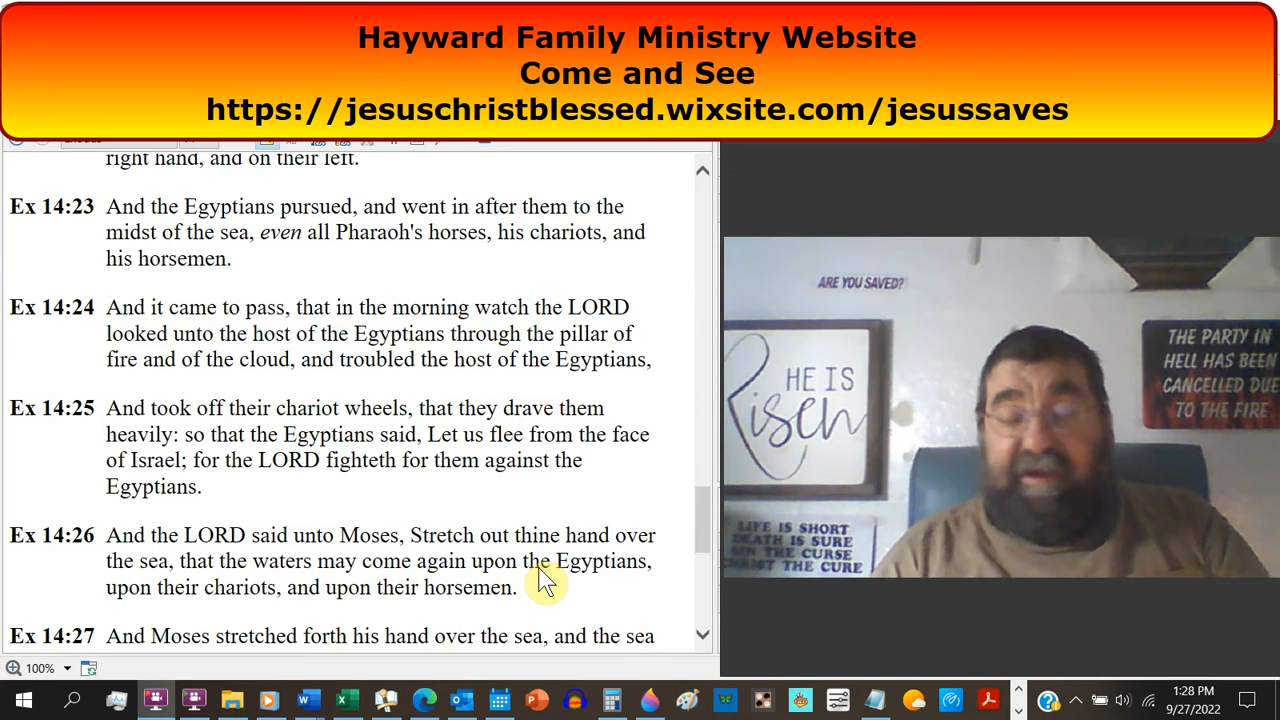 Hayward Family Ministry Website
Come and See
https://jesuschristblessed.wixsite.com/jesussaves
right hand, and on their left.
Ex 14:23 And the Egyptians pursued, and went in after them to the
midst of the sea, even all Pharaoh's horses, his chariots, and
his horsemen.
Ex 14:24 And it came to pass, that in the morning watch the LORD
looked unto the host of the Egyptians through the pillar of
fire and of the cloud, and troubled the host of the Egyptians,
Ex 14:25 And took off their chariot wheels, that they drave them
heavily: so that the Egyptians said, Let us flee from the face
of Israel; for the LORD fighteth for them against the
Egyptians.
Ex 14:26 And the LORD said unto Moses, Stretch out thine hand over
the sea, that the waters may come again upon the Egyptians,
upon their chariots, and upon their horsemen.
Ex 14:27 And Moses stretched forth his hand over the sea, and the sea
100%
ARE YOU SAVED?
HE IS
Risen
THE PARTY IN
HELL HAS BEEN
CANCELLED DUE
TO THE FIRE
LIFE IS SHORT
DEATH IS SURE
SIN THE CURSE
CHRIST THE CURE
1:28 PM
9/27/2022